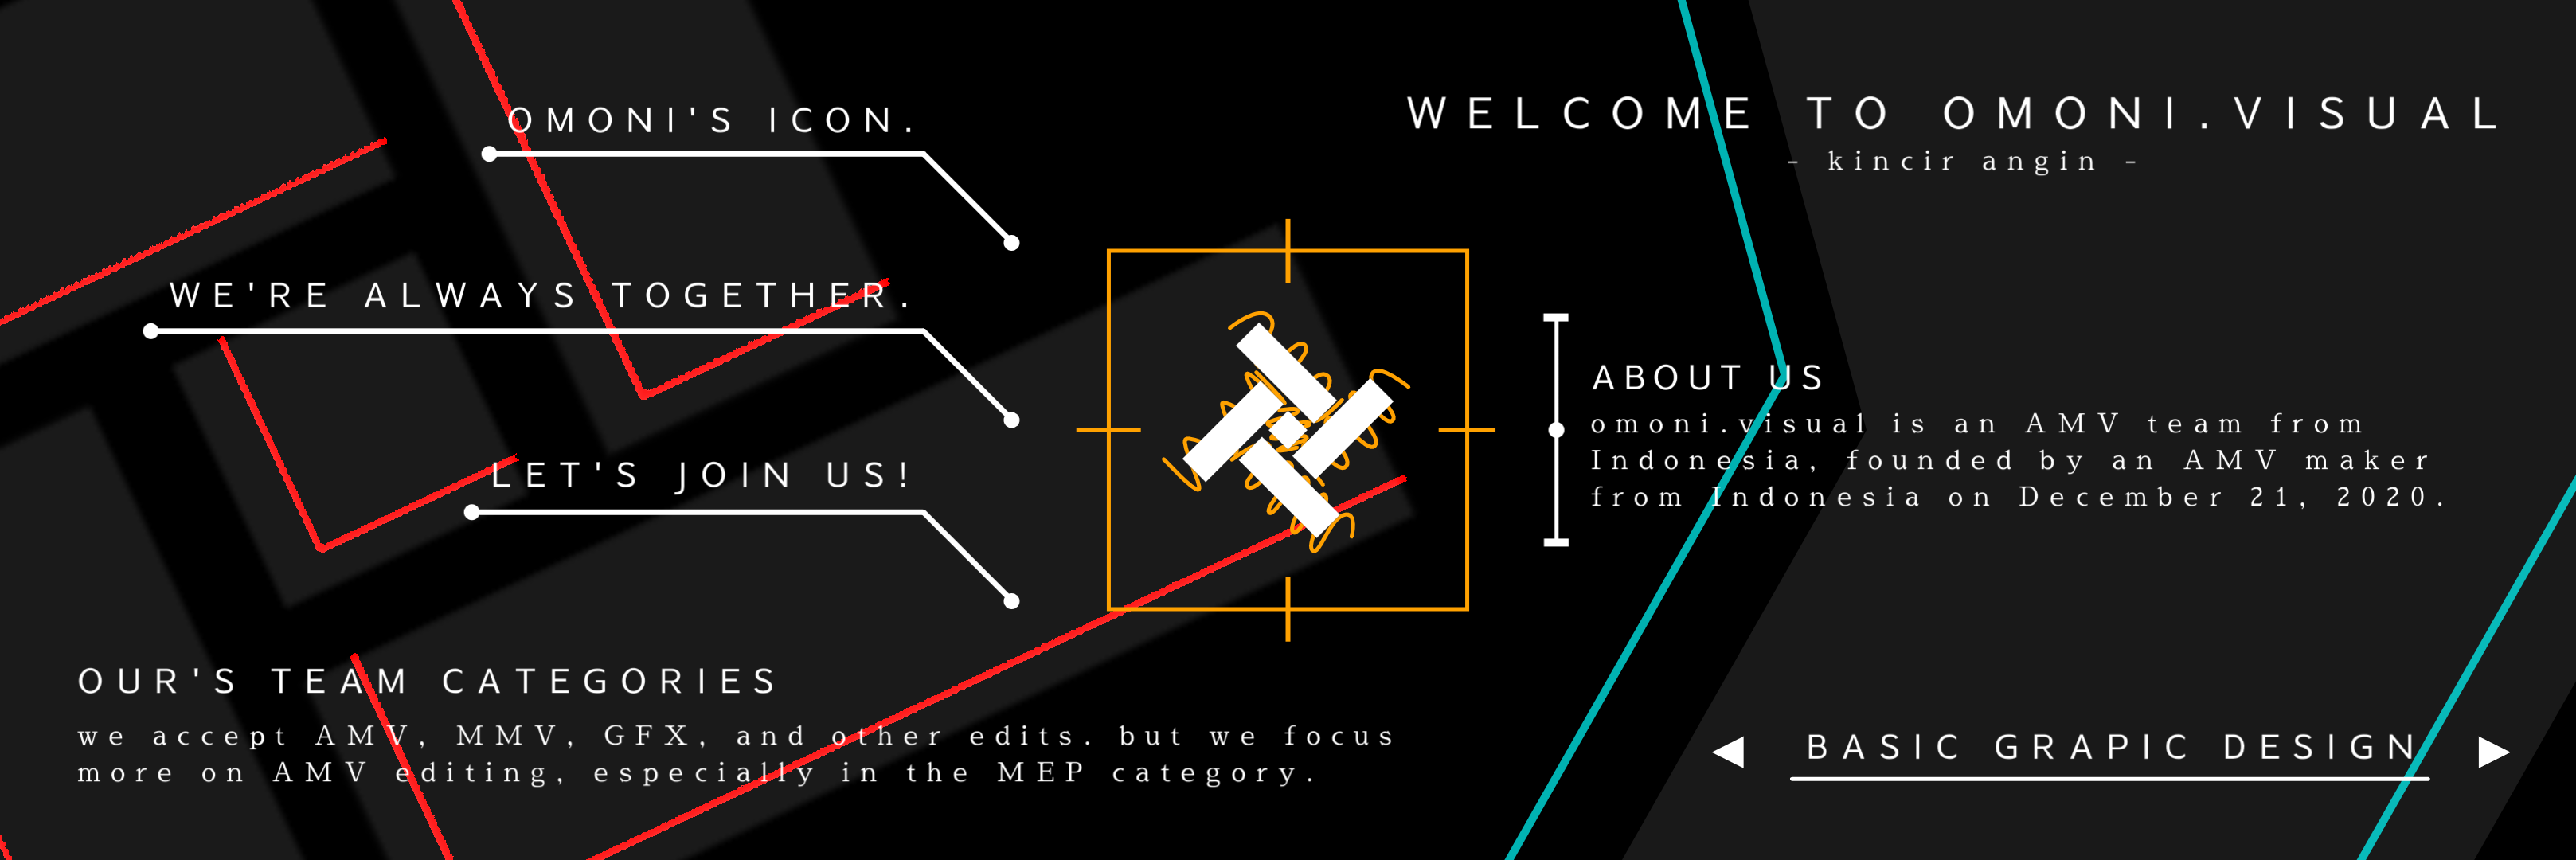 WELCOME TO OMONI.VISUAL
- kincir angin -
OMONI'S ICON.
WE'RE ALWAYS TOGETHER.
LET'S JOIN US!
ABOUT US
omoni.visual is an AMV team from
Indonesia, founded by an AMV maker
from Indonesia on December 21, 2020.
OUR'S TEAM CATEGORIES
we accept AMV, MMV, GFX, and other edits. but we focus
more on AMV editing, especially in the MEP category.
BASIC GRAPIC DESIGN